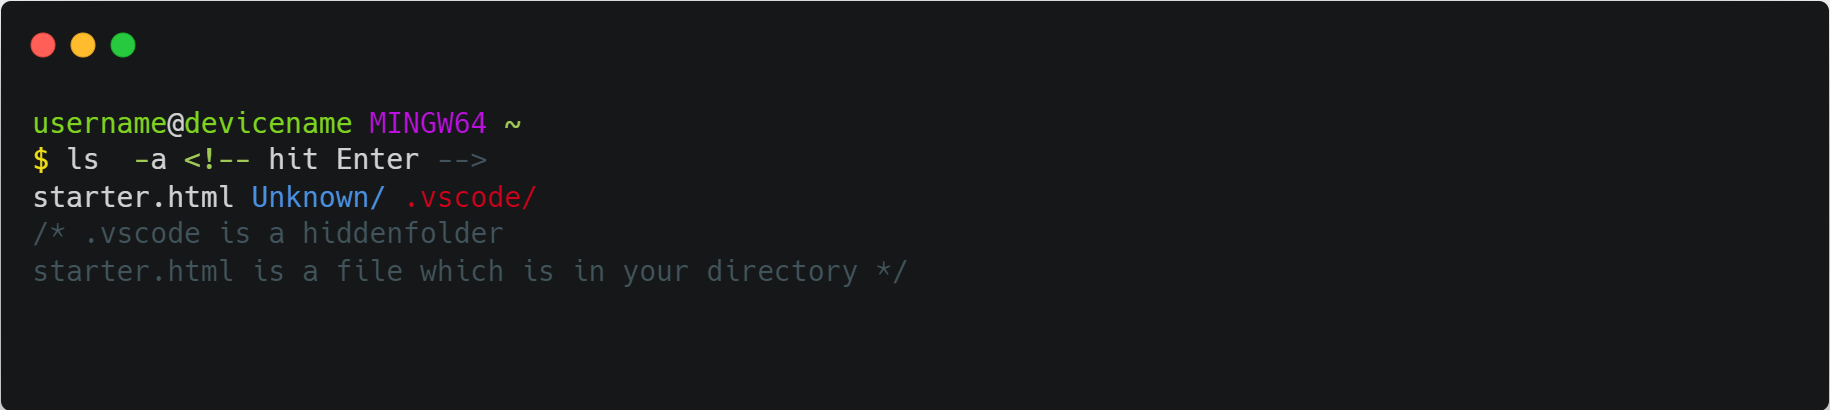 username@devicename MINGW64 ~
$ ls  -a <!-- hit Enter -->
starter.html Unknown/ .vscode/
/* .vscode is a hiddenfolder
starter.html is a file which is in your directory */